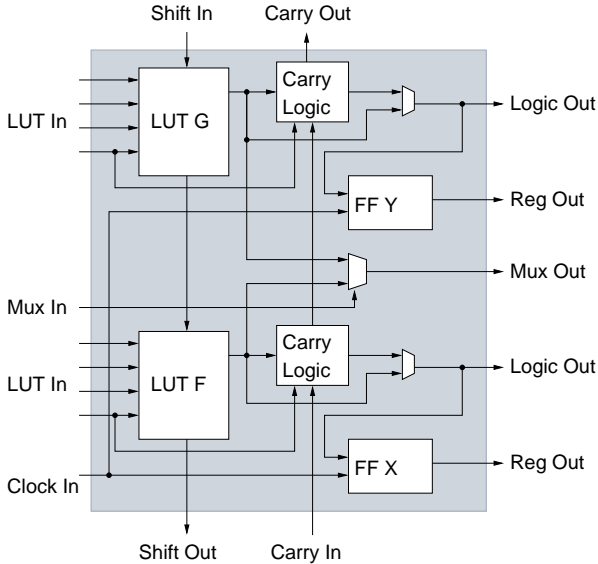 Shift In
Carry Out
Carry
Logic
LUT G
LUT In
Logic Out
FF Y
Reg Out
Mux Out
Mux In
Carry
Logic
LUT F
LUT In
Logic Out
FF X
Reg Out
Clock In
Shift Out
Carry In